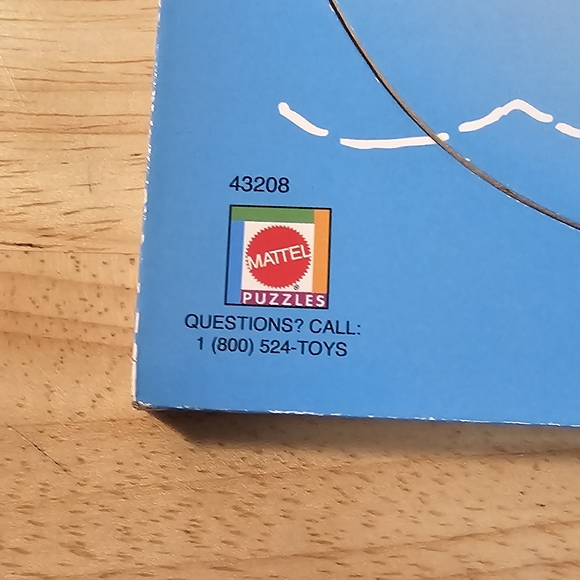 43208
MATTEL
®
PUZZLES
QUESTIONS? CALL:
1 (800) 524-TOYS